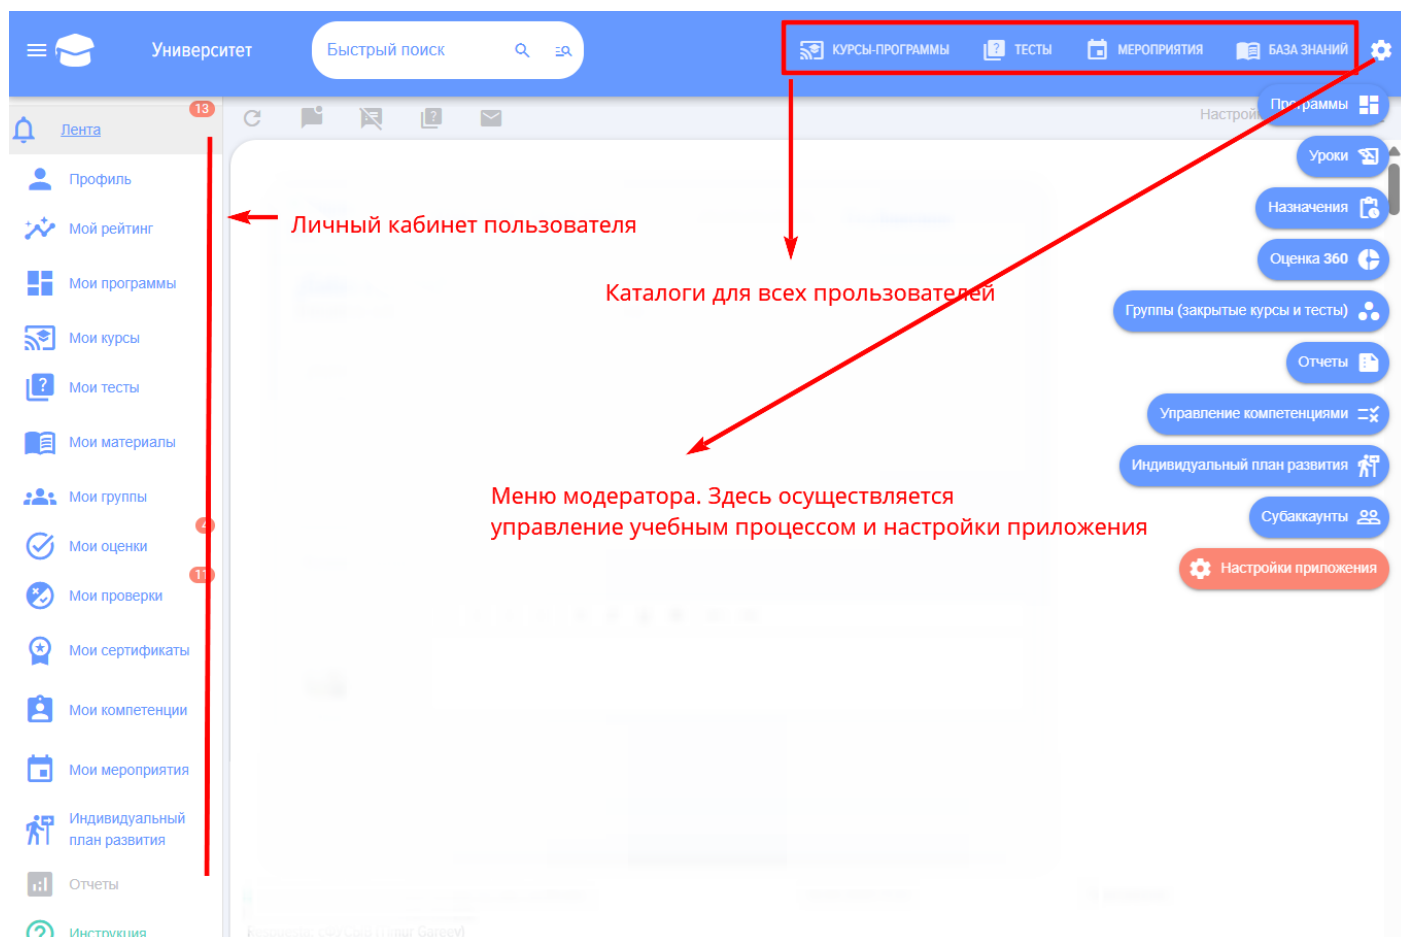 Университет
Быстрый поиск
КУРСЫ-ПРОГРАММЫ
ТЕСТЫ
МЕРОПРИЯТИЯ
БАЗА ЗНАНИЙ
13
Лента
Профиль
Мой рейтинг
Мои программы
Мои курсы
Мои тесты
Мои материалы
Мои группы
Мои оценки
11
Мои проверки
Мои сертификаты
Мои компетенции
Мои мероприятия
Индивидуальный
план развития
Отчеты
Инструкция
Личный кабинет пользователя
Каталоги для всех прользователей
Меню модератора. Здесь осуществляется
управление учебным процессом и настройки приложения
Программы
Уроки
Назначения
Оценка 360
Группы (закрытые курсы и тесты)
Отчеты
Управление компетенциями
Индивидуальный план развития
Субаккаунты
Настройки приложения